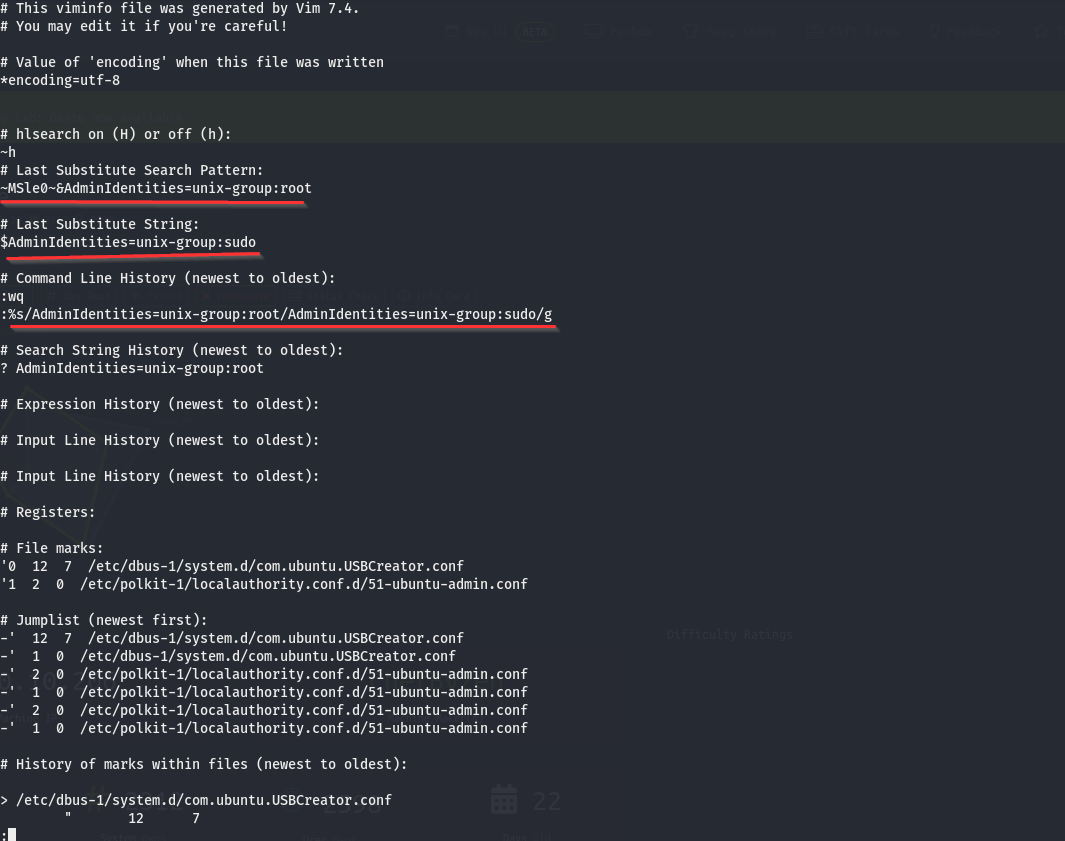 # This viminfo file was generated by Vim 7.4.
# You may edit it if you're careful!
BETA
# Value of 'encoding' when this file was written
*encoding=utf-8
# hlsearch on (H) or off (h):
~h
# Last Substitute Search Pattern:
~MSle0~&AdminIdentities=unix-group:root
# Last Substitute String:
$AdminIdentities=unix-group:sudo
# Command Line History (newest to oldest):
:wq
:%s/AdminIdentities=unix-group:root/AdminIdentities=unix-group:sudo/g
# Search String History (newest to oldest):
? AdminIdentities=unix-group:root
# Expression History (newest to oldest):
# Input Line History (newest to oldest):
# Input Line History (newest to oldest):
# Registers:
# File marks:
'0  12  7  /etc/dbus-1/system.d/com.ubuntu.USBCreator.conf
'1  2  0  /etc/polkit-1/localauthority.conf.d/51-ubuntu-admin.conf
# Jumplist (newest first):
-'  12  7  /etc/dbus-1/system.d/com.ubuntu.USBCreator.conf
Difficulty Ratings
-'  1  0  /etc/dbus-1/system.d/com.ubuntu.USBCreator.conf
-'  2  0  /etc/polkit-1/localauthority.conf.d/51-ubuntu-admin.conf
-'  1  0  /etc/polkit-1/localauthority.conf.d/51-ubuntu-admin.conf
-'  2  0  /etc/polkit-1/localauthority.conf.d/51-ubuntu-admin.conf
-'  1  0  /etc/polkit-1/localauthority.conf.d/51-ubuntu-admin.conf
# History of marks within files (newest to oldest):
> /etc/dbus-1/system.d/com.ubuntu.USBCreator.conf
22
"       12      7
: